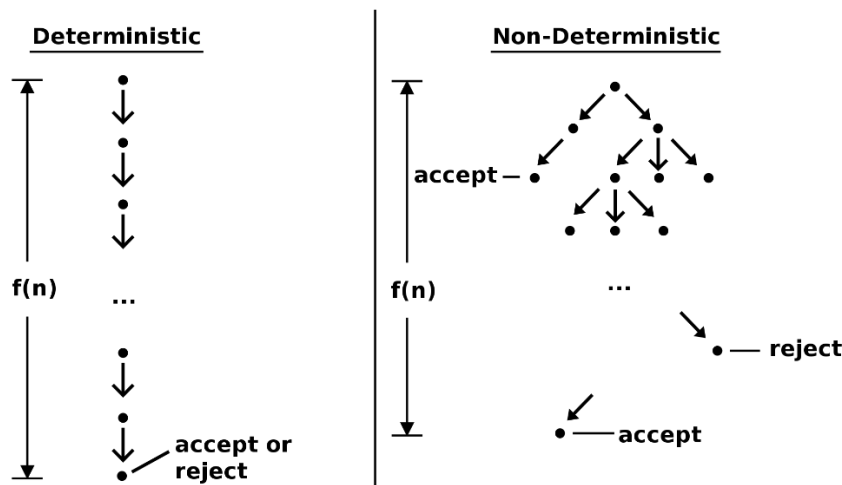 Deterministic
f(n)
...
accept or
reject
Non-Deterministic
accept
f(n)
...
reject
accept